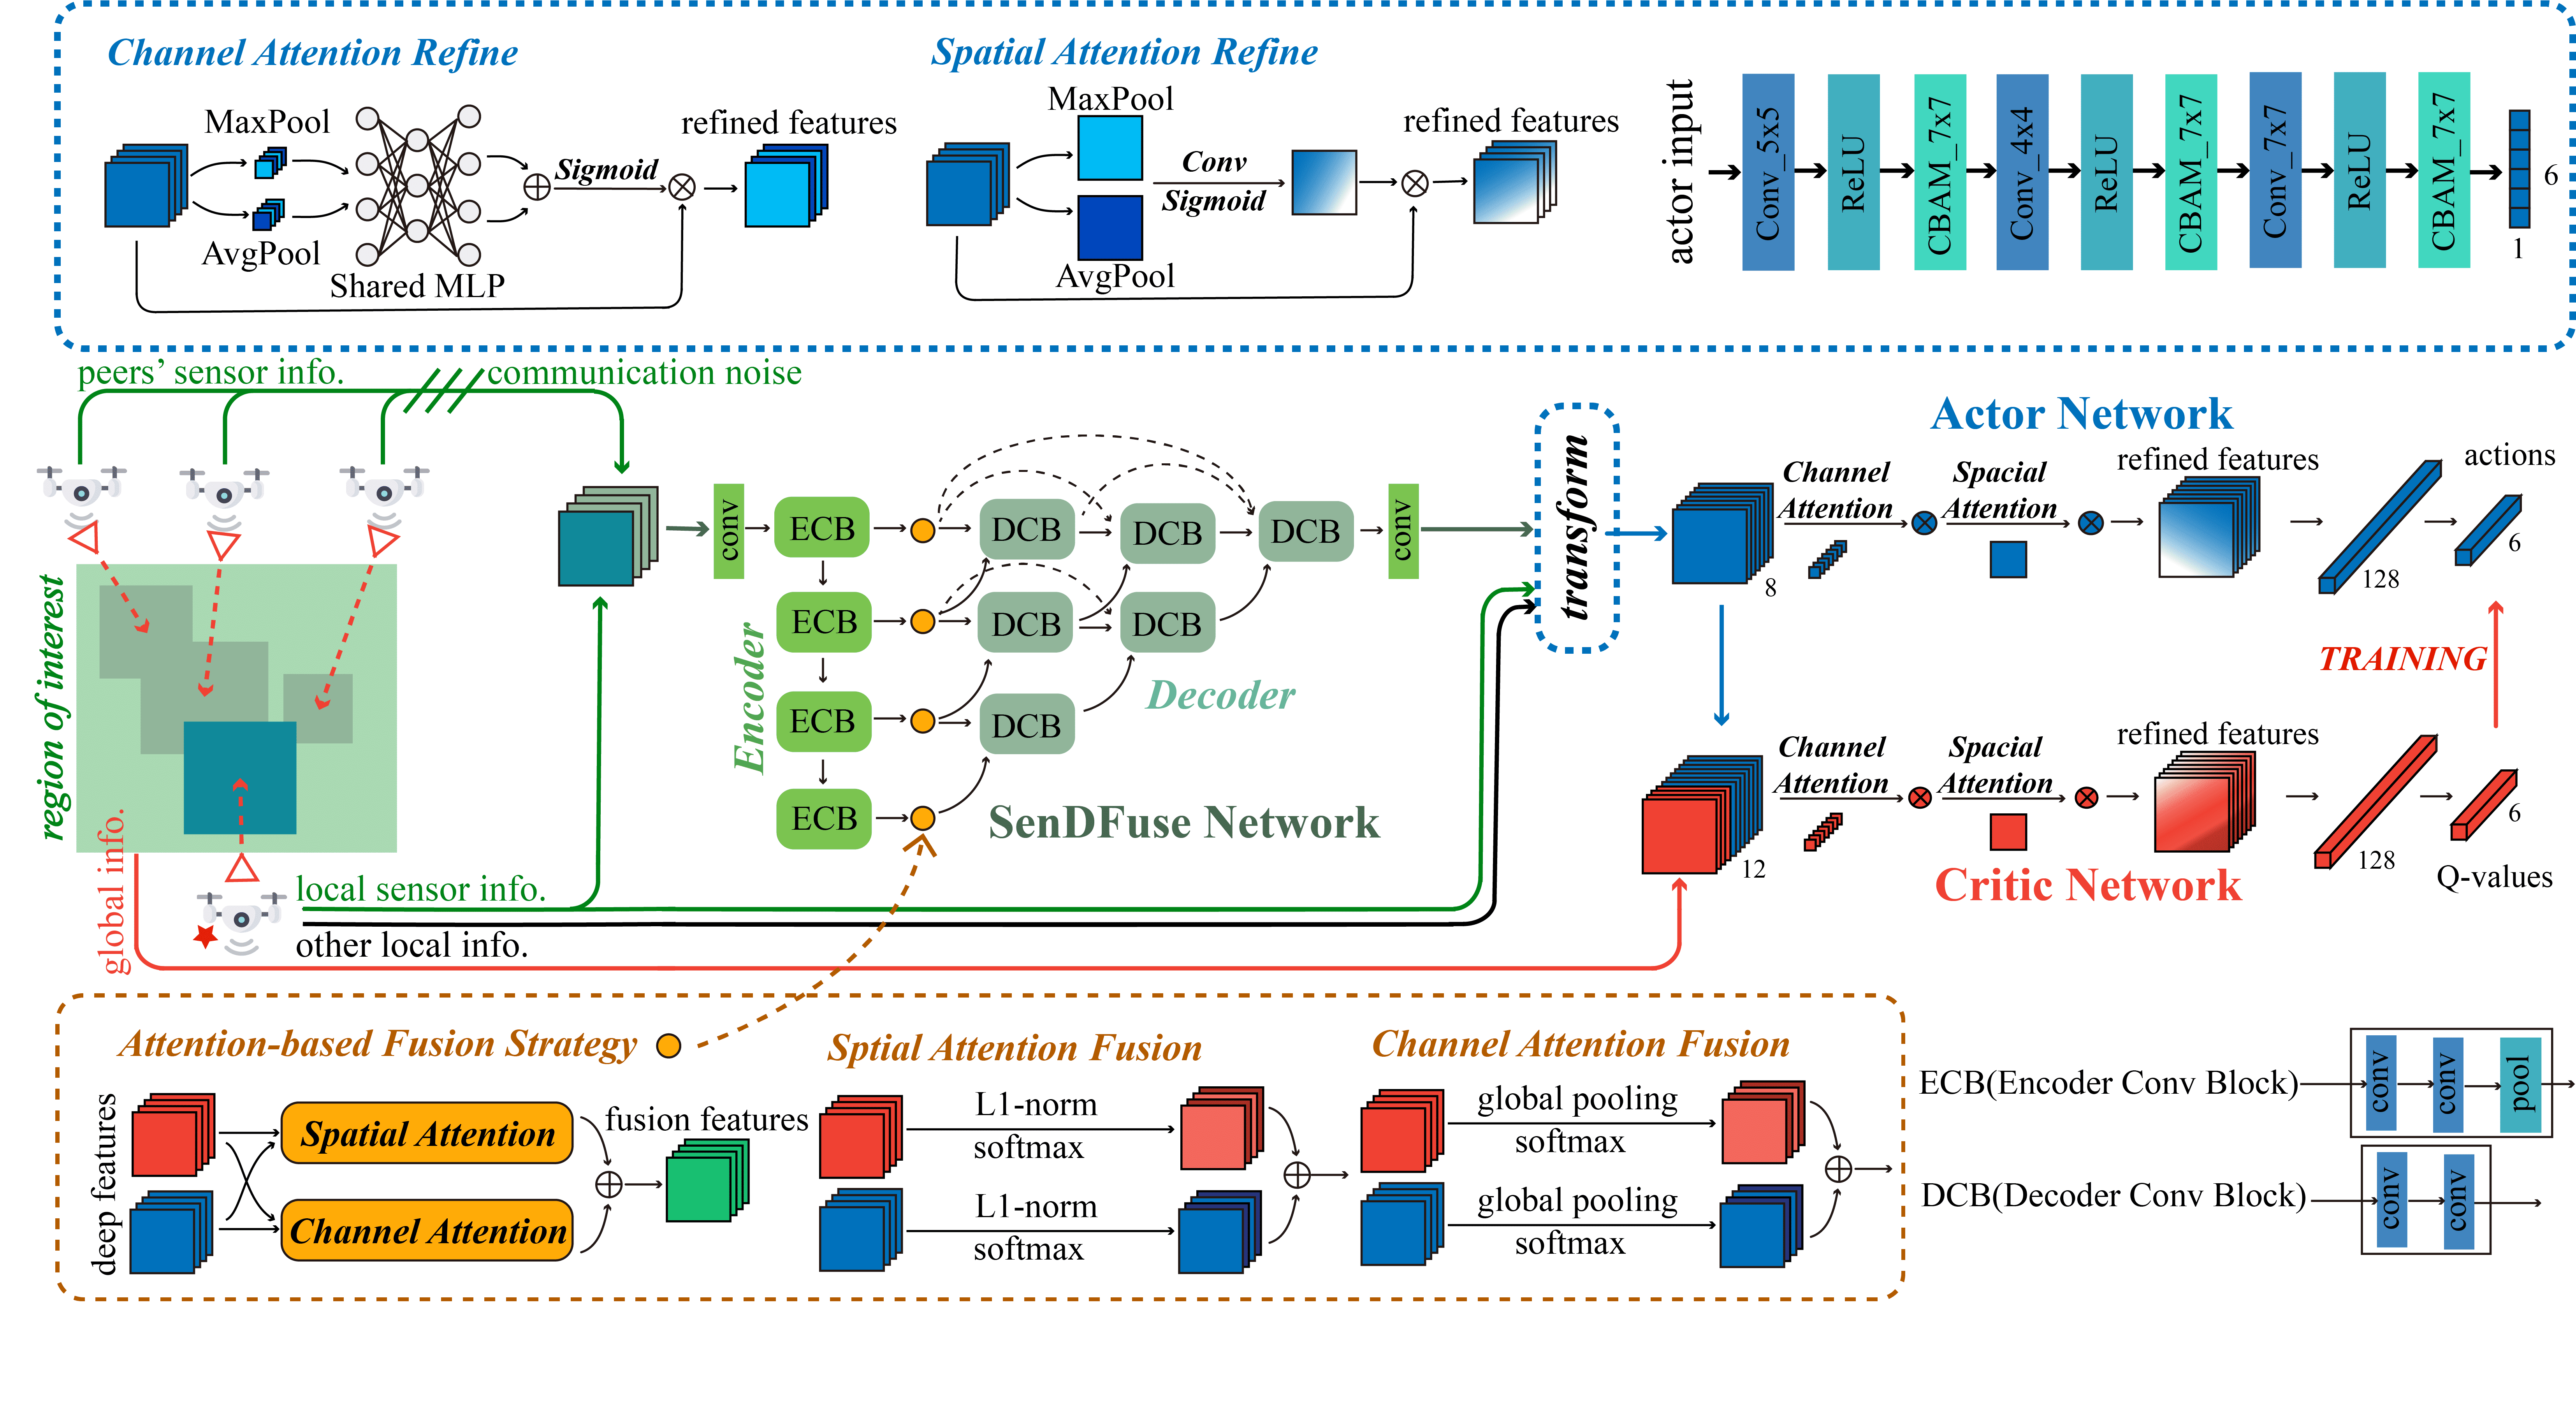 Channel Attention Refine
MaxPool
AvgPool
Shared MLP
Sigmoid
refined features
Spatial Attention Refine
MaxPool
AvgPool
Conv
Sigmoid
refined features
actor input
Conv_5x5
ReLU
CBAM_7x7
Conv_4x4
ReLU
CBAM_7x7
Conv_7x7
ReLU
CBAM_7x7
6
1
peers' sensor info.
communication noise
region of interest
global info.
local sensor info.
other local info.
conv
ECB
DCB
DCB
DCB
conv
ECB
DCB
DCB
ECB
DCB
ECB
Encoder
Decoder
SenDFuse Network
transform
Actor Network
8
Channel
Attention
Spacial
Attention
refined features
128
actions
6
TRAINING
12
Channel
Attention
Spacial
Attention
refined features
128
6
Q-values
Critic Network
Attention-based Fusion Strategy
deep features
Spatial Attention
Channel Attention
fusion features
Sptial Attention Fusion
L1-norm
softmax
L1-norm
softmax
Channel Attention Fusion
global pooling
softmax
global pooling
softmax
ECB(Encoder Conv Block)
conv
conv
pool
DCB(Decoder Conv Block)
conv
conv